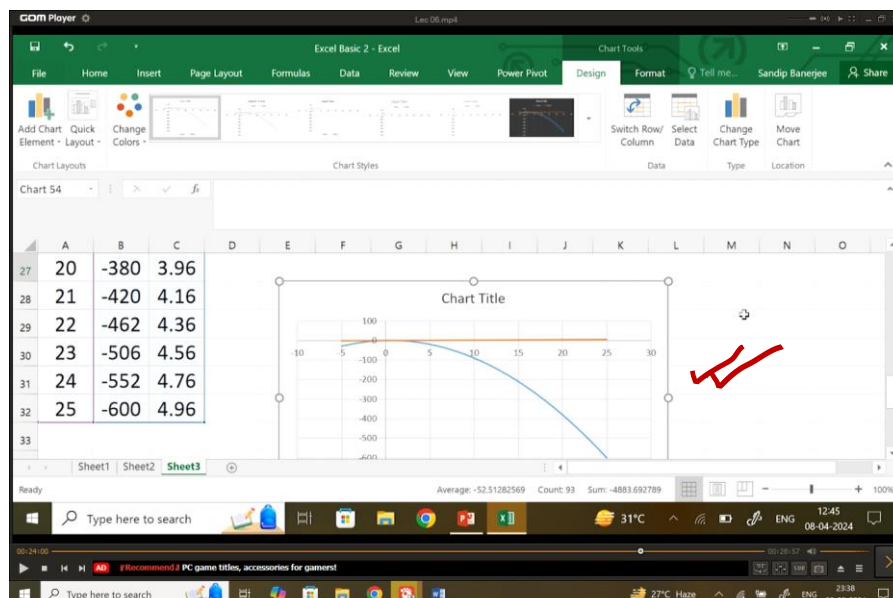 GOM Player
Lec 06.mp4
Excel Basic 2 - Excel
Chart Tools
File Home Insert Page Layout Formulas Data Review View Power Pivot Design Format Tell me... Sandip Banerjee Share
Add Chart Element Quick Layout Change Colors Switch Row/ Column Select Data Change Chart Type Move Chart
Chart Layouts Chart Styles Data Type Location
Chart 54 fx
A B C D E F G H I J K L M N O
27 20 -380 3.96
28 21 -420 4.16
29 22 -462 4.36
30 23 -506 4.56
31 24 -552 4.76
32 25 -600 4.96
33
Chart Title
100
0
-10 -5 0 5 10 15 20 25 30
-100
-200
-300
-400
-500
-600
Sheet1 Sheet2 Sheet3
Ready Average: -52.51282569 Count: 93 Sum: -4883.692789 100%
Type here to search 31°C ENG 12:45
08-04-2024
00:24:00 00:28:57
AD [Recommend] PC game titles, accessories for gamers!
Type here to search 27°C Haze ENG 23:38